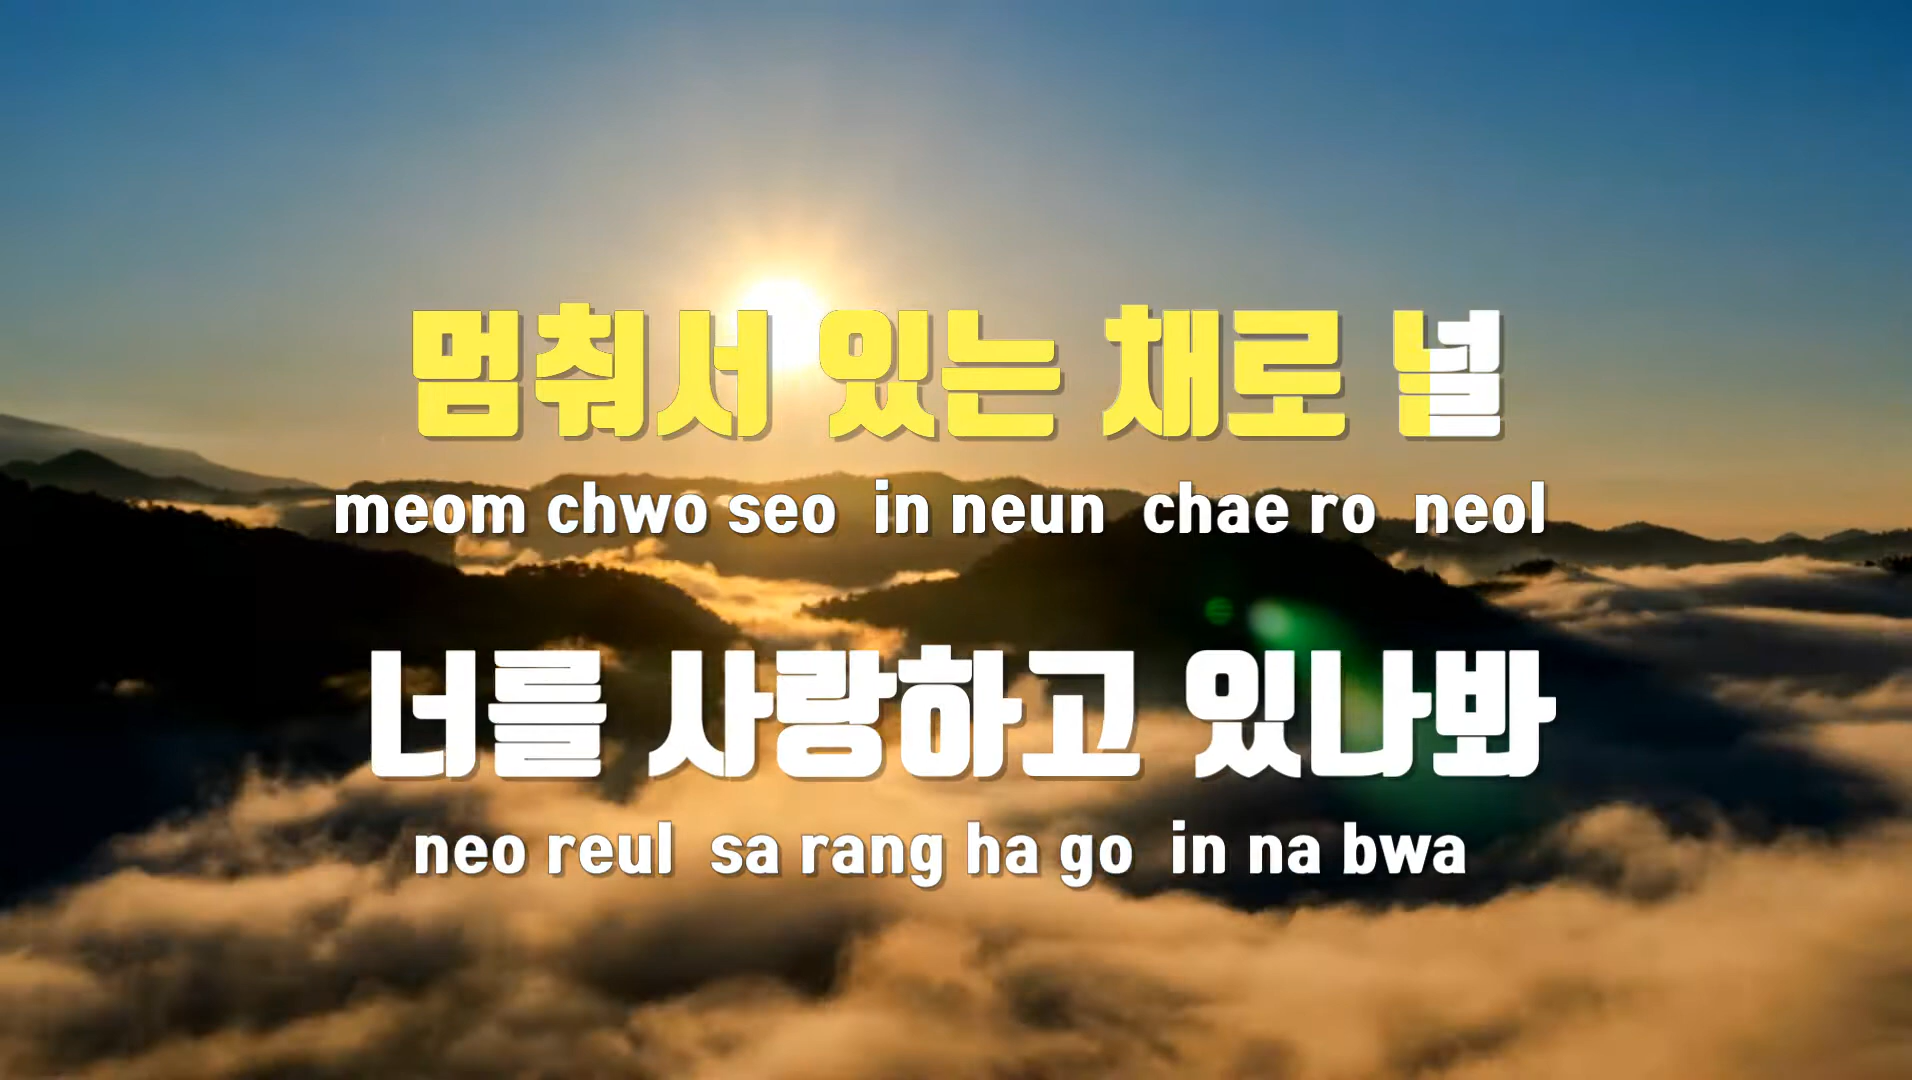 멈춰서 있는 채로 널
meom chwo seo in neun chae ro neol
너를 사랑하고 있나봐
neo reul sa rang ha go in na bwa